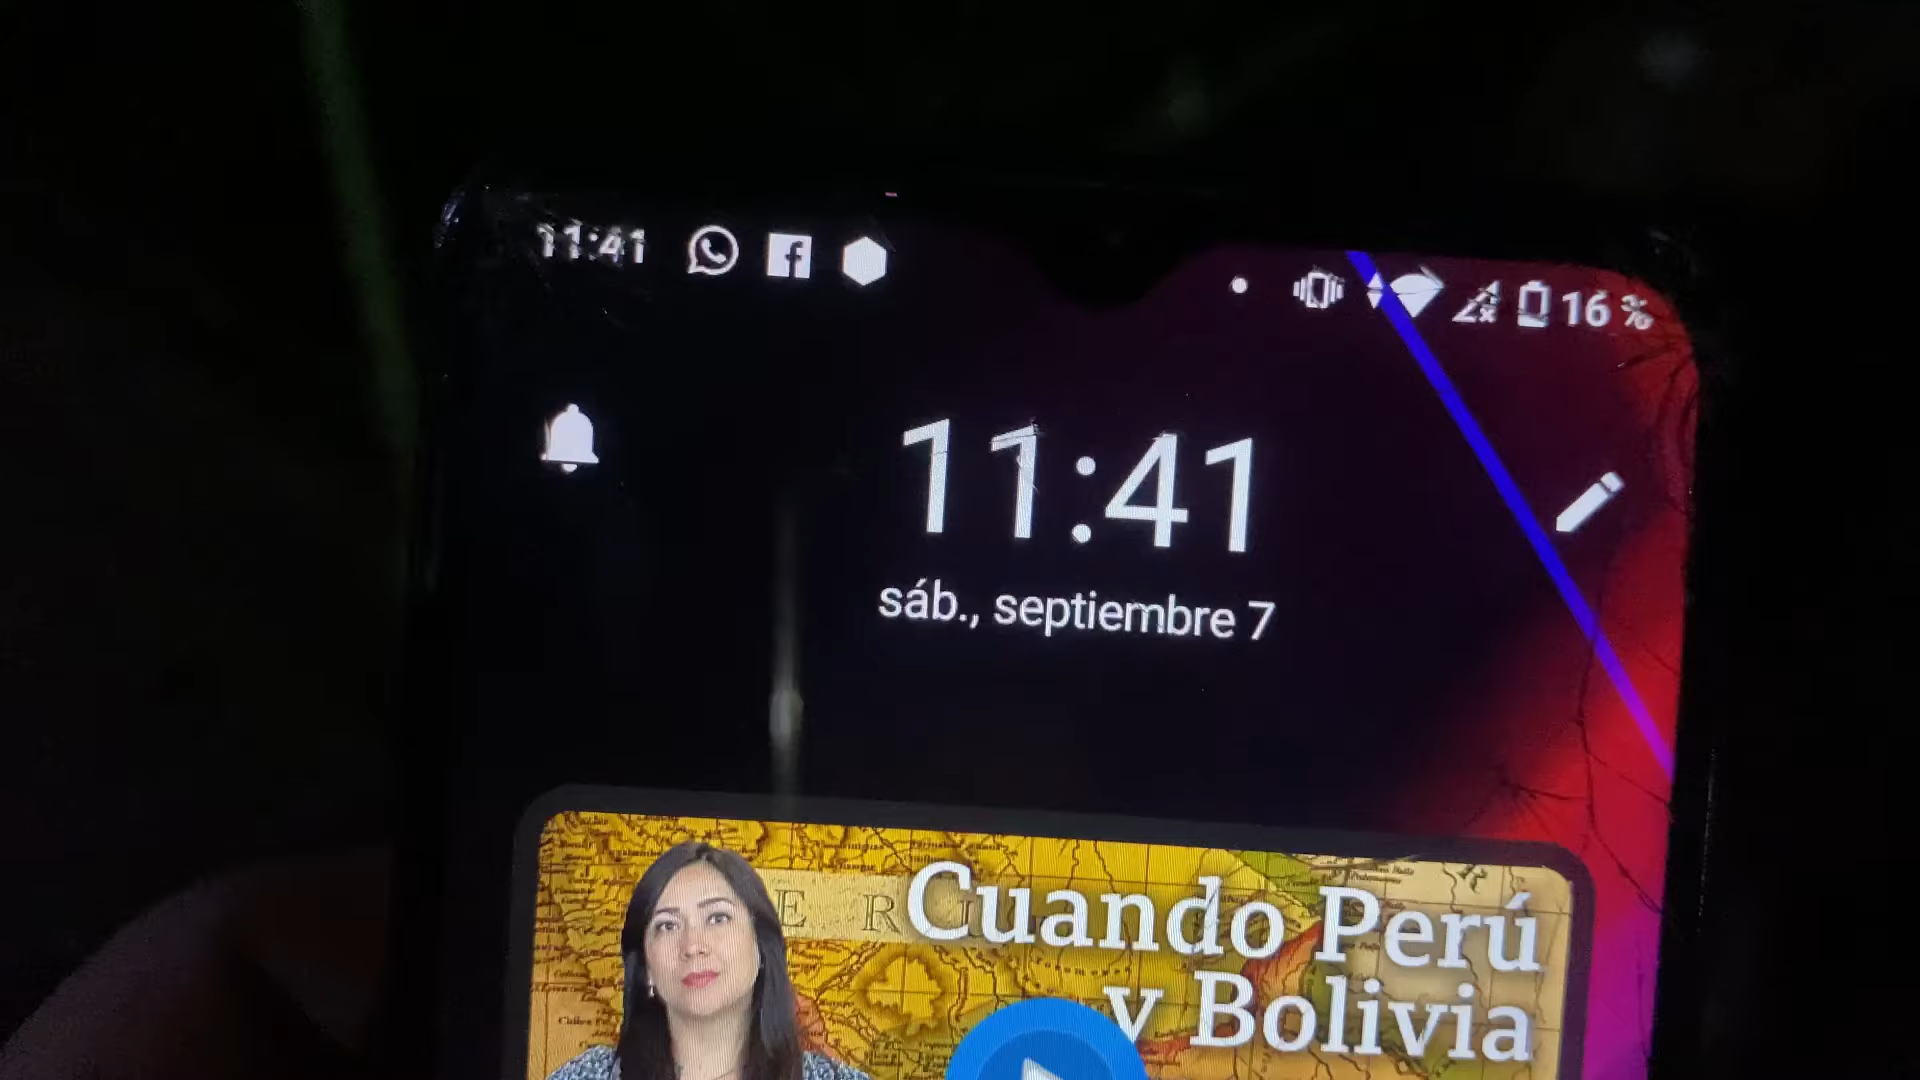 11:41
16 %
11:41
sáb., septiembre 7
E R
Cuando Perú
y Bolivia